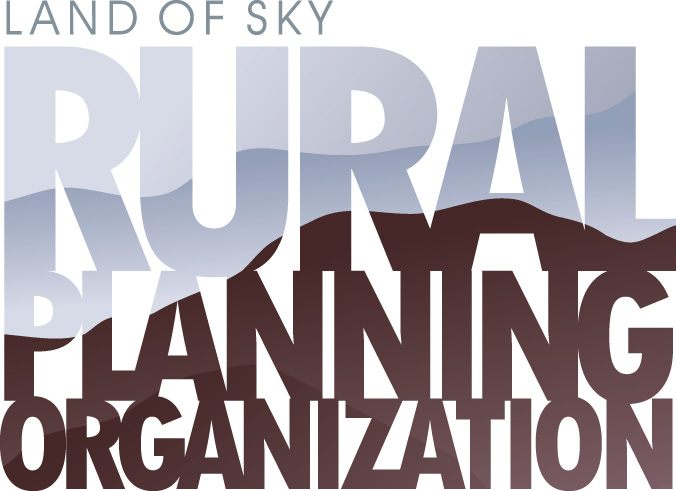 LAND OF SKY
RURAL
PLANNING
ORGANIZATION